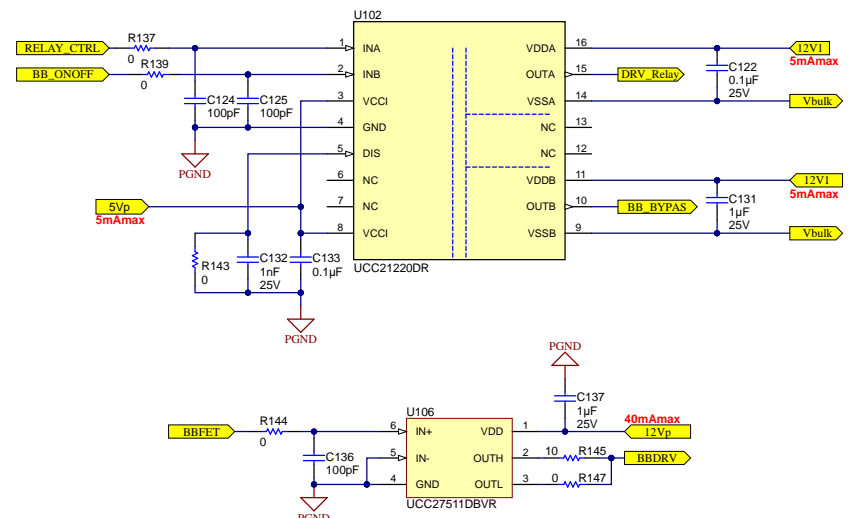 U102
RELAY_CTRL
R137
0
BB_ONOFF
R139
0
C124
100pF
C125
100pF
PGND
5Vp
5mAmax
R143
0
C132
1nF
25V
C133
0.1µF
PGND
1 INA
2 INB
3 VCCI
4 GND
5 DIS
6 NC
7 NC
8 VCCI
VDDA 16
OUTA 15
VSSA 14
NC 13
NC 12
VDDB 11
OUTB 10
VSSB 9
UCC21220DR
12V1
5mAmax
DRV_Relay
C122
0.1µF
25V
Vbulk
12V1
5mAmax
BB_BYPAS
C131
1µF
25V
Vbulk
PGND
C137
1µF
25V
U106
BBFET
R144
0
C136
100pF
PGND
6 IN+
5 IN-
4 GND
VDD 1
OUTH 2
OUTL 3
UCC27511DBVR
40mAmax
12Vp
10 R145
0 R147
BBDRV